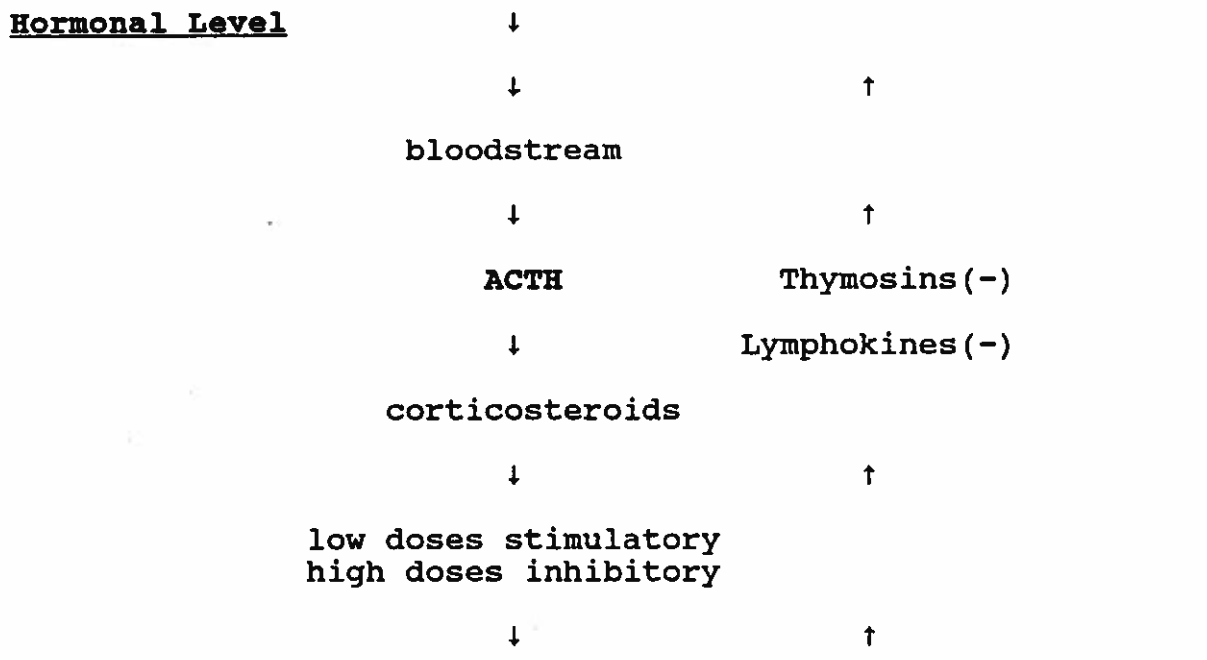 Hormonal Level ↓
↓ ↑
bloodstream
↓ ↑
ACTH Thymosins(-)
↓ Lymphokines(-)
corticosteroids
↓ ↑
low doses stimulatory
high doses inhibitory
↓ ↑